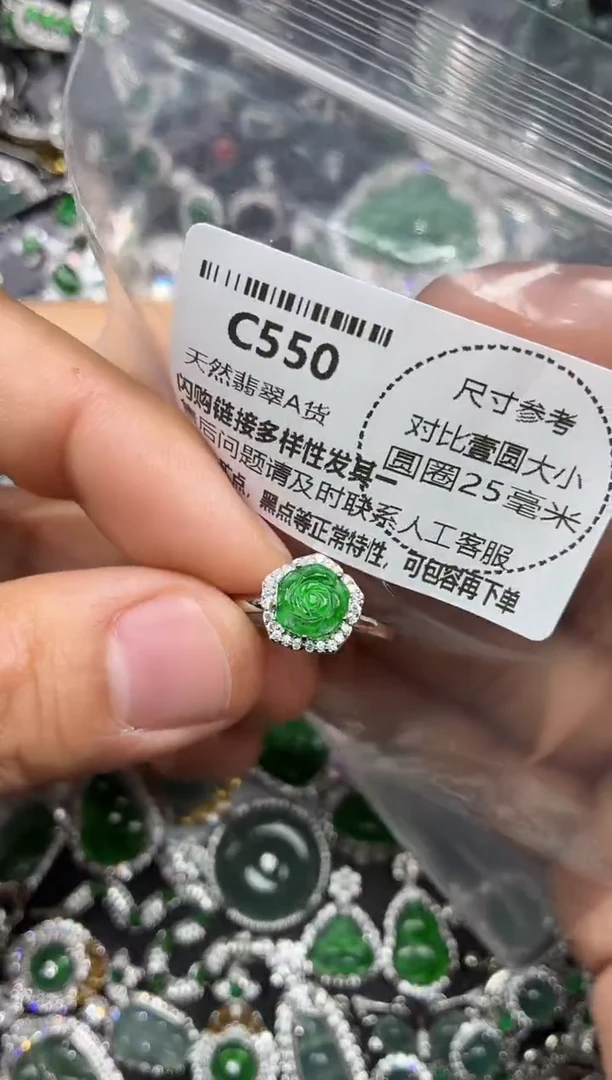 C550
天然翡翠A货
闪购链接多样性发其一
后问题请及时联系人工客服
点,黑点等正常特性,可包容再下单
尺寸参考
对比壹圆大小
圆圈25毫米